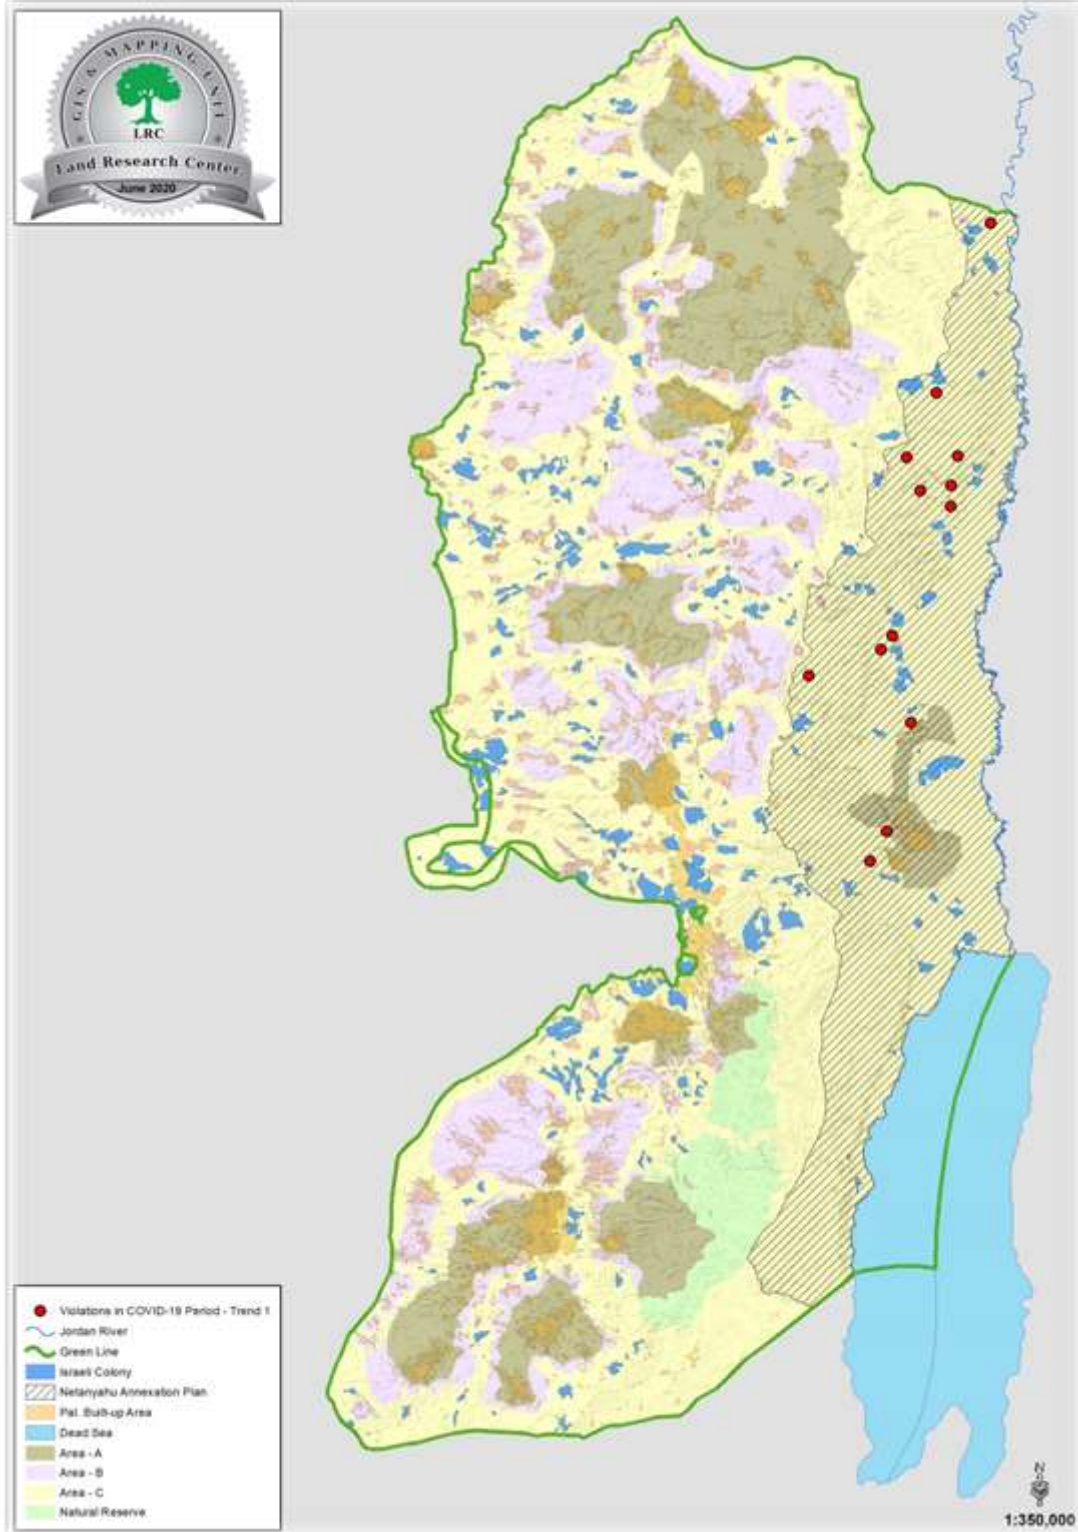 GIS & MAPPING UNIT
LRC
Land Research Center
June 2020
Violations in COVID-19 Period - Trend 1
Jordan River
Green Line
Israeli Colony
Netanyahu Annexation Plan
Pal. Built-up Area
Dead Sea
Area - A
Area - B
Area - C
Natural Reserve
N
1:350,000